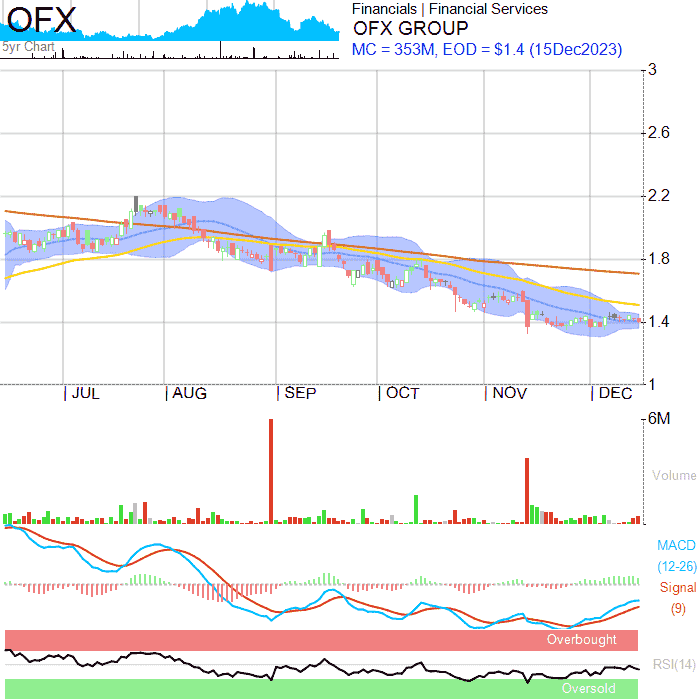 OFX
5yr Chart
Financials | Financial Services
OFX GROUP
MC = 353M, EOD = $1.4 (15Dec2023)
3
2.6
2.2
1.8
1.4
1
| JUL | AUG | SEP | OCT | NOV | DEC
6M
Volume
MACD
(12-26)
Signal
(9)
Overbought
RSI(14)
Oversold